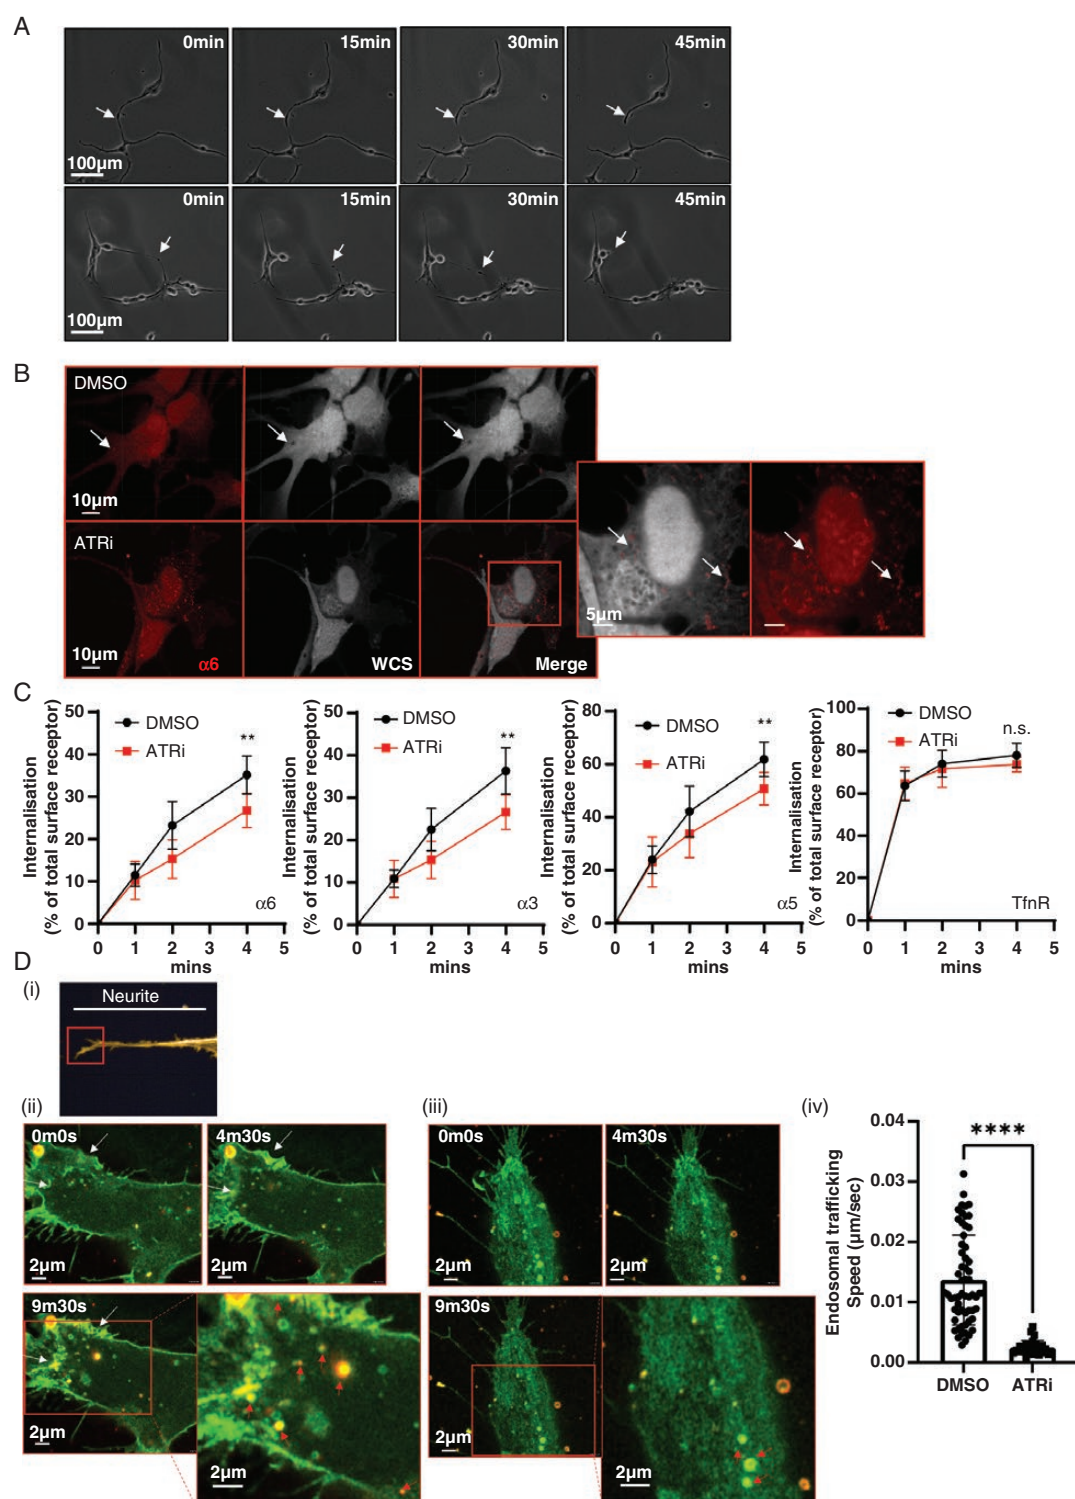 A
0min
15min
30min
45min
100µm
0min
15min
30min
45min
100µm
B
DMSO
10µm
ATRi
10µm
α6
WCS
Merge
5µm
C
Internalisation
(% of total surface receptor)
50
40
30
20
10
0
DMSO
ATRi
**
α6
0 1 2 3 4 5
mins
Internalisation
(% of total surface receptor)
50
40
30
20
10
0
DMSO
ATRi
**
α3
0 1 2 3 4 5
mins
Internalisation
(% of total surface receptor)
80
60
40
20
0
DMSO
ATRi
**
α5
0 1 2 3 4 5
mins
Internalisation
(% of total surface receptor)
100
80
60
40
20
0
DMSO
ATRi
n.s.
TfnR
0 1 2 3 4 5
mins
D
(i)
Neurite
(ii)
0m0s
2µm
4m30s
2µm
9m30s
2µm
2µm
(iii)
0m0s
2µm
4m30s
2µm
9m30s
2µm
2µm
(iv)
Endosomal trafficking
Speed (µm/sec)
0.04
0.03
0.02
0.01
0.00
****
DMSO
ATRi